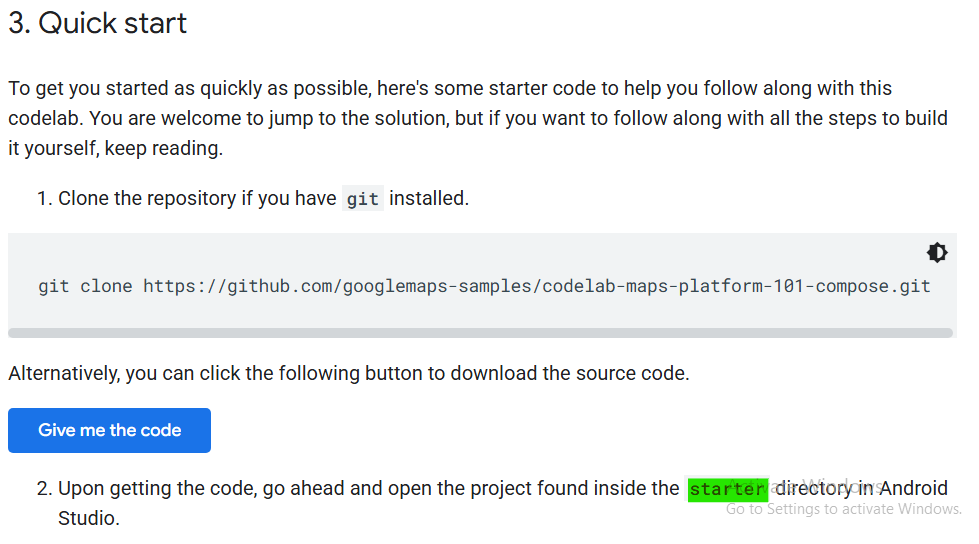 3. Quick start
To get you started as quickly as possible, here's some starter code to help you follow along with this
codelab. You are welcome to jump to the solution, but if you want to follow along with all the steps to build
it yourself, keep reading.
1. Clone the repository if you have git installed.
git clone https://github.com/googlemaps-samples/codelab-maps-platform-101-compose.git
Alternatively, you can click the following button to download the source code.
Give me the code
2. Upon getting the code, go ahead and open the project found inside the starter directory in Android
Studio.
Activate Windows
Go to Settings to activate Windows.